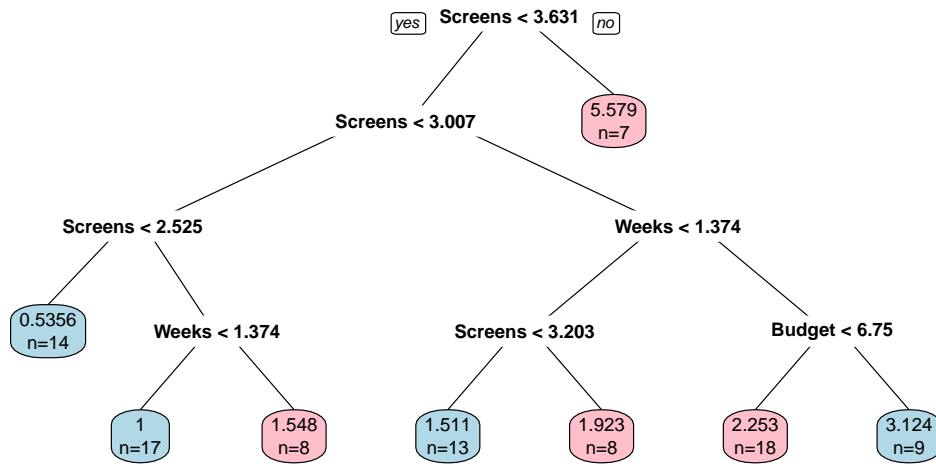 yes Screens < 3.631 no
5.579
n=7
Screens < 3.007
Screens < 2.525
Weeks < 1.374
0.5356
n=14
Weeks < 1.374
Screens < 3.203
Budget < 6.75
1
n=17
1.548
n=8
1.511
n=13
1.923
n=8
2.253
n=18
3.124
n=9